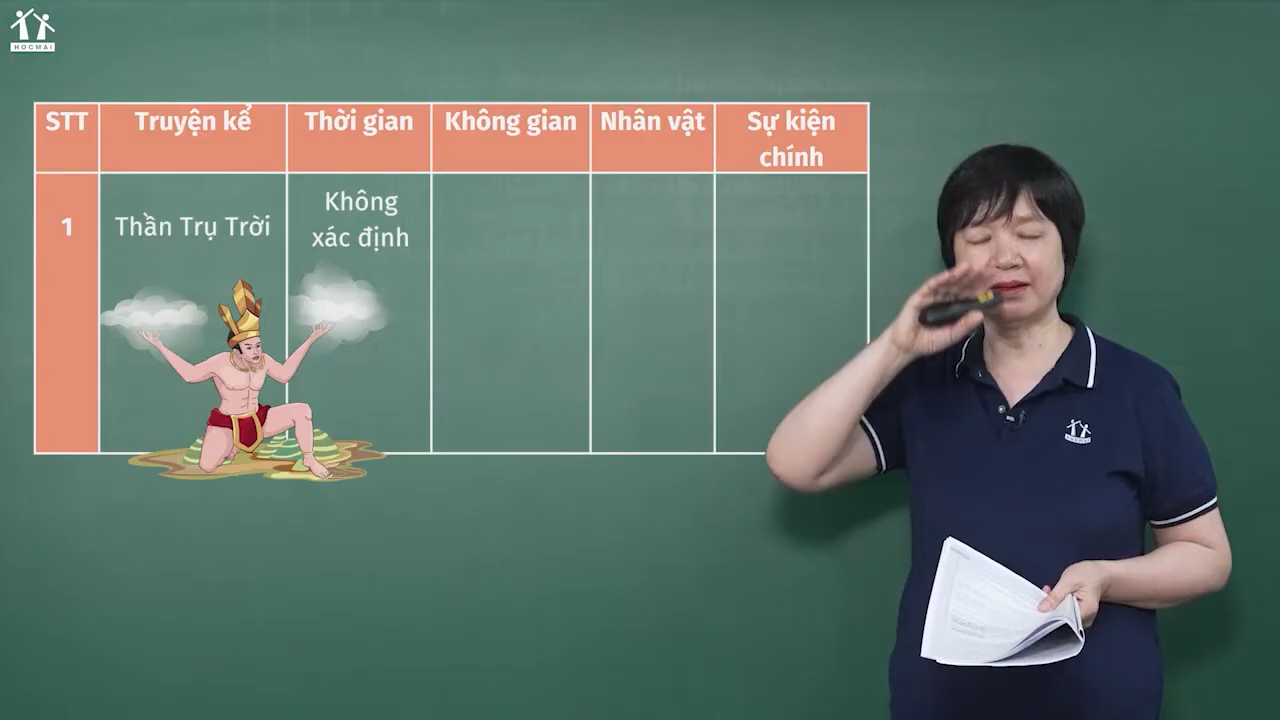 HOCMAI
STT
Truyện kể
Thời gian
Không gian
Nhân vật
Sự kiện
chính
1
Thần Trụ Trời
Không
xác định
HOCMAI